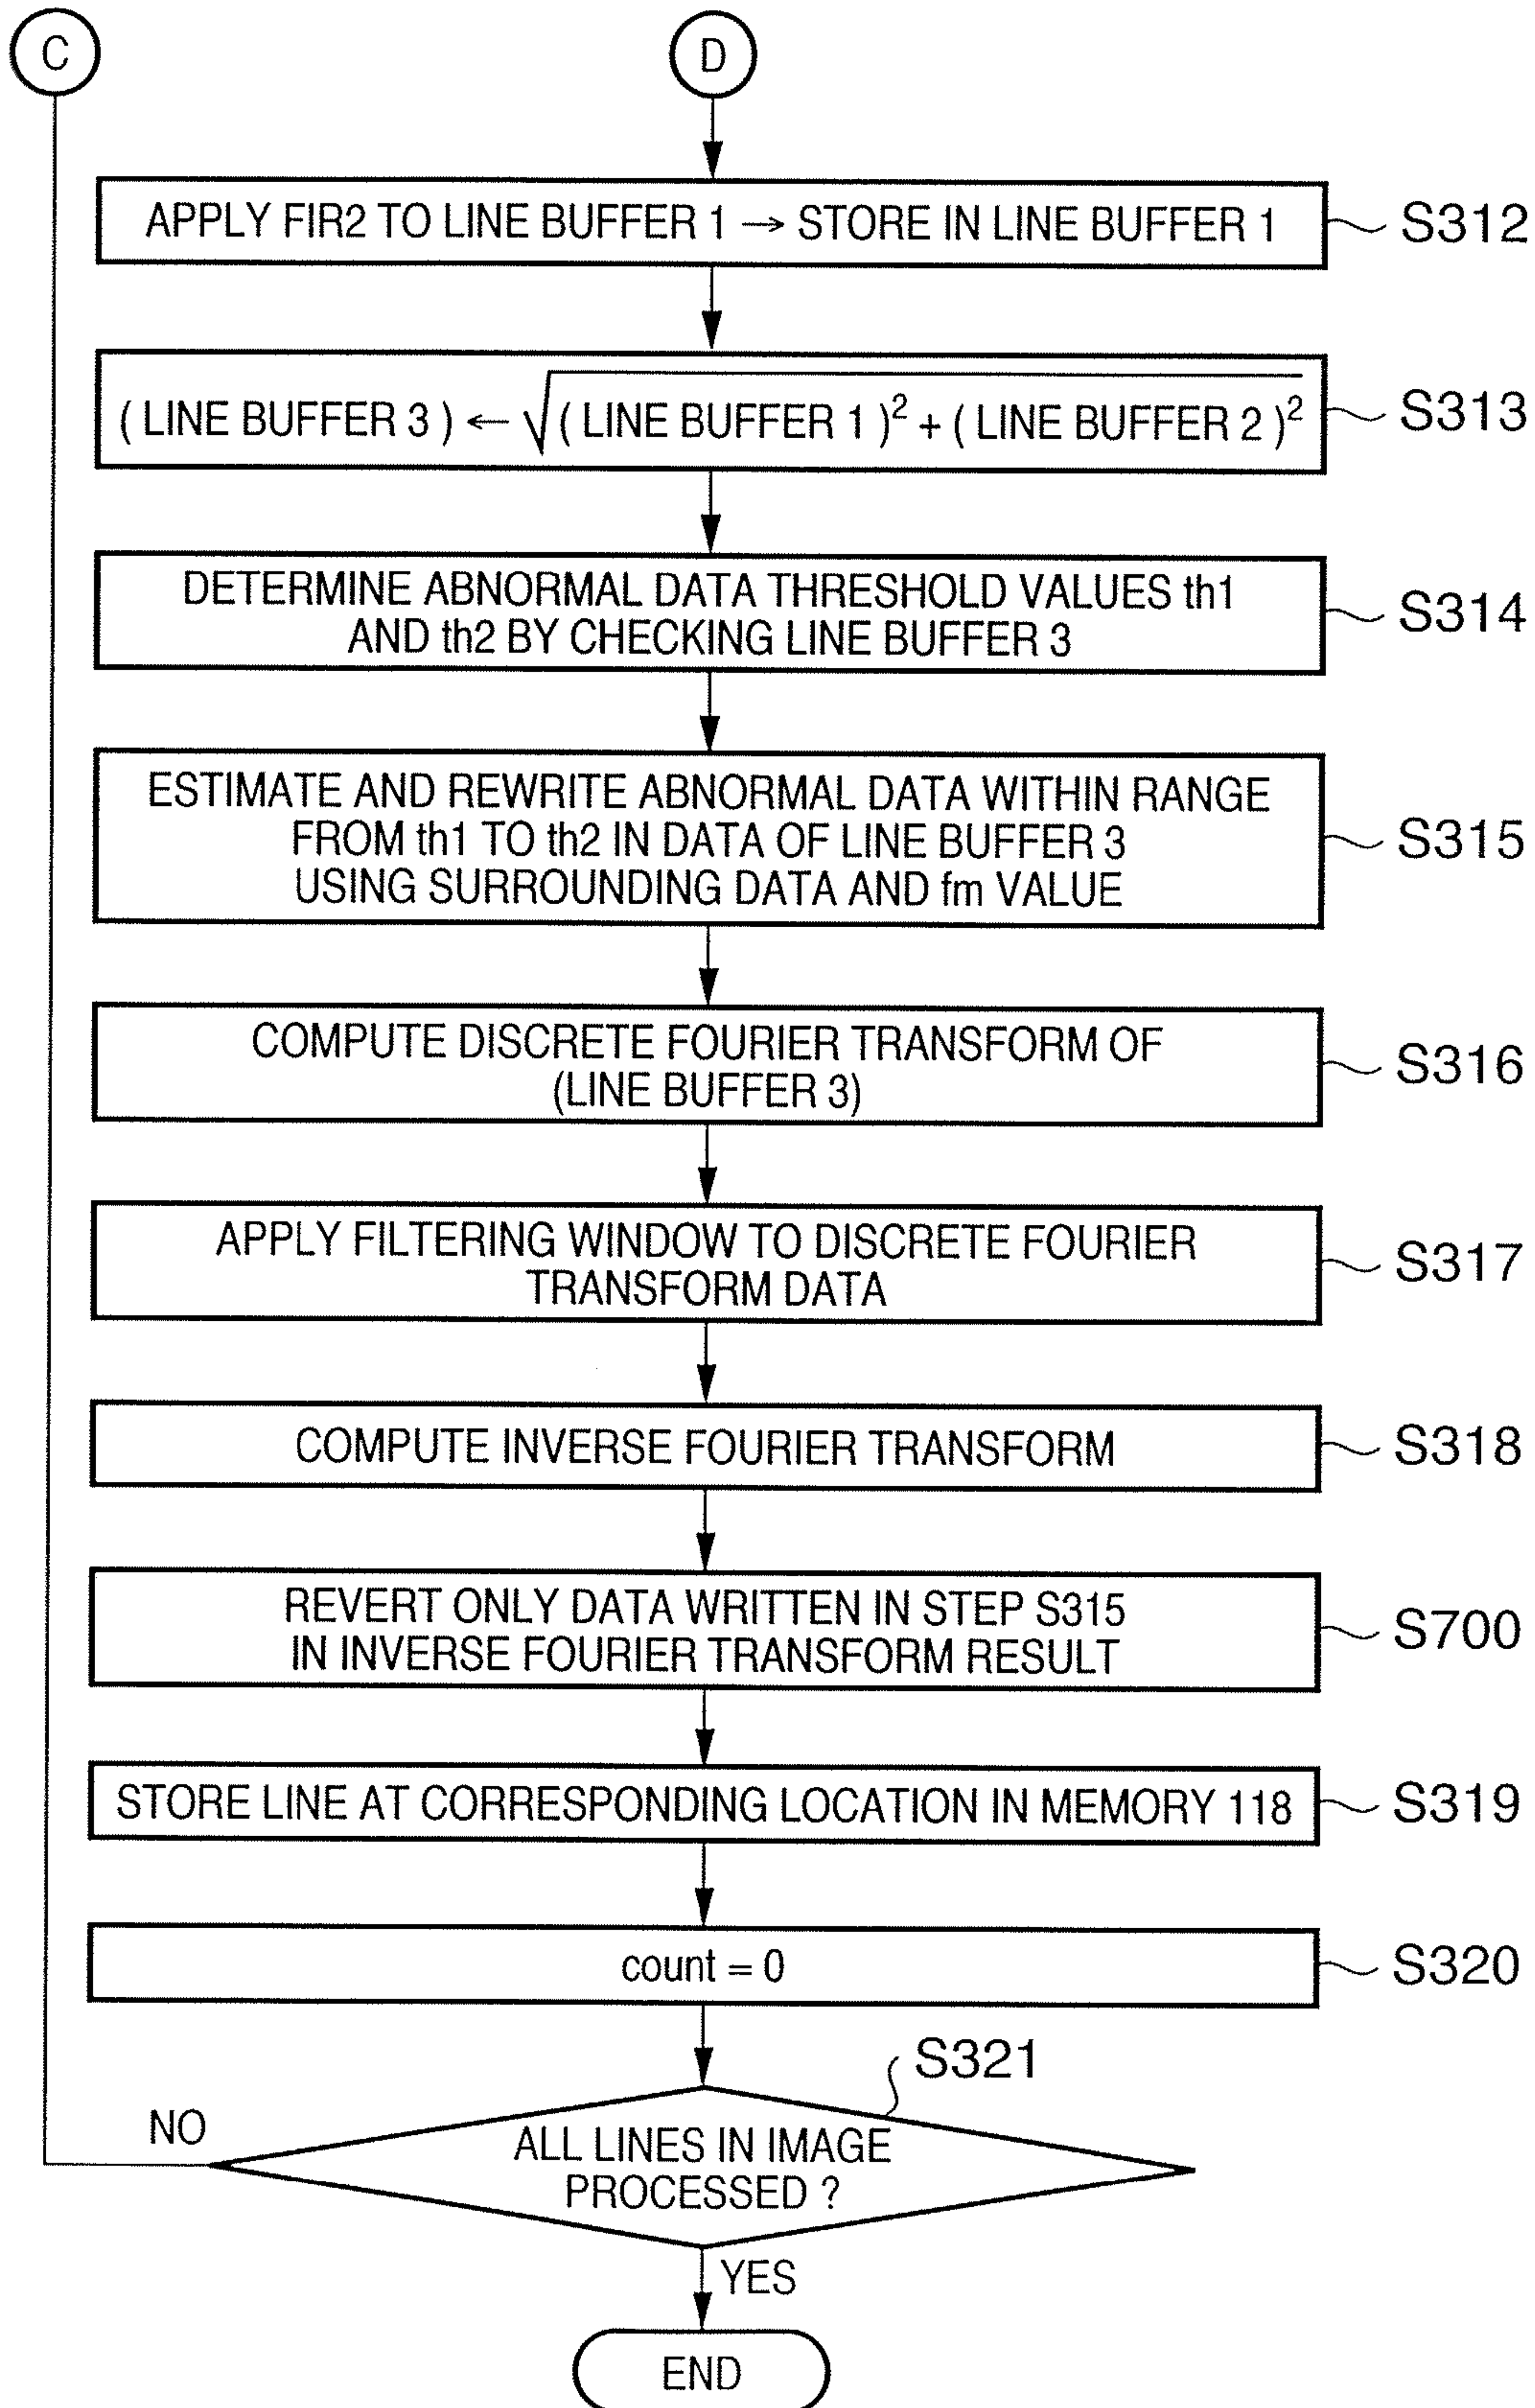 C
D
APPLY FIR2 TO LINE BUFFER 1 → STORE IN LINE BUFFER 1
S312
( LINE BUFFER 3 ) ← √( LINE BUFFER 1 )² + ( LINE BUFFER 2 )²
S313
DETERMINE ABNORMAL DATA THRESHOLD VALUES th1
AND th2 BY CHECKING LINE BUFFER 3
S314
ESTIMATE AND REWRITE ABNORMAL DATA WITHIN RANGE
FROM th1 TO th2 IN DATA OF LINE BUFFER 3
USING SURROUNDING DATA AND fm VALUE
S315
COMPUTE DISCRETE FOURIER TRANSFORM OF
(LINE BUFFER 3)
S316
APPLY FILTERING WINDOW TO DISCRETE FOURIER
TRANSFORM DATA
S317
COMPUTE INVERSE FOURIER TRANSFORM
S318
REVERT ONLY DATA WRITTEN IN STEP S315
IN INVERSE FOURIER TRANSFORM RESULT
S700
STORE LINE AT CORRESPONDING LOCATION IN MEMORY 118
S319
count = 0
S320
S321
NO
ALL LINES IN IMAGE
PROCESSED ?
YES
END